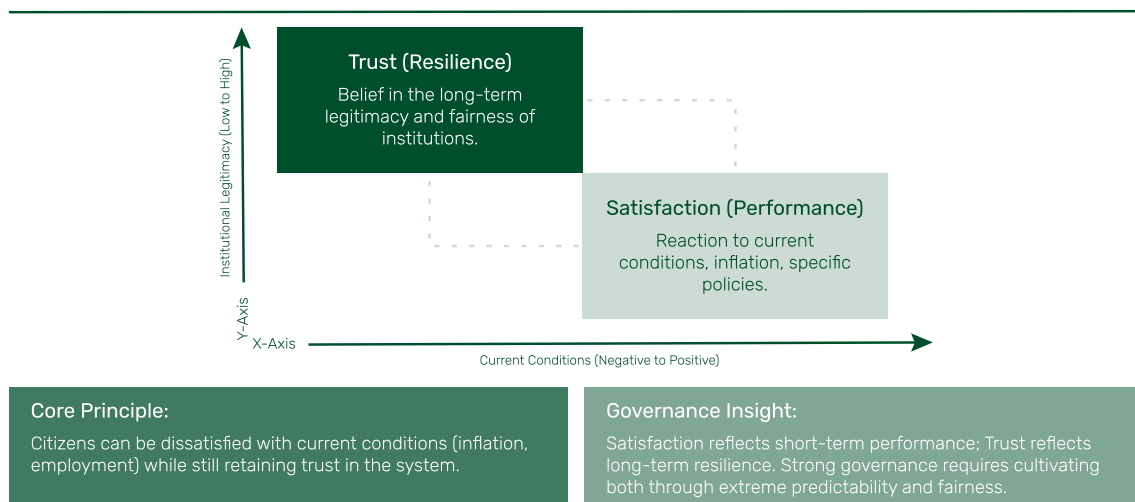 Trust (Resilience)
Belief in the long-term
legitimacy and fairness of
institutions.
Satisfaction (Performance)
Reaction to current
conditions, inflation, specific
policies.
Institutional Legitimacy (Low to High)
Y-Axis
X-Axis
Current Conditions (Negative to Positive)
Core Principle:
Citizens can be dissatisfied with current conditions (inflation,
employment) while still retaining trust in the system.
Governance Insight:
Satisfaction reflects short-term performance; Trust reflects
long-term resilience. Strong governance requires cultivating
both through extreme predictability and fairness.